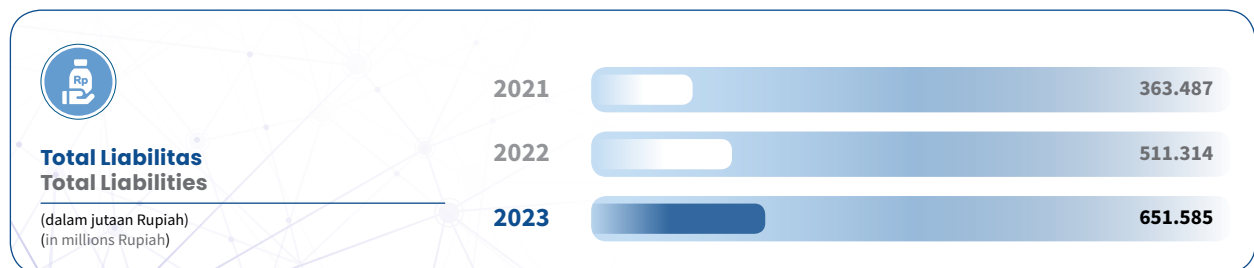 Rp
Total Liabilitas
Total Liabilities
(dalam jutaan Rupiah)
(in millions Rupiah)
2021 363.487
2022 511.314
2023 651.585